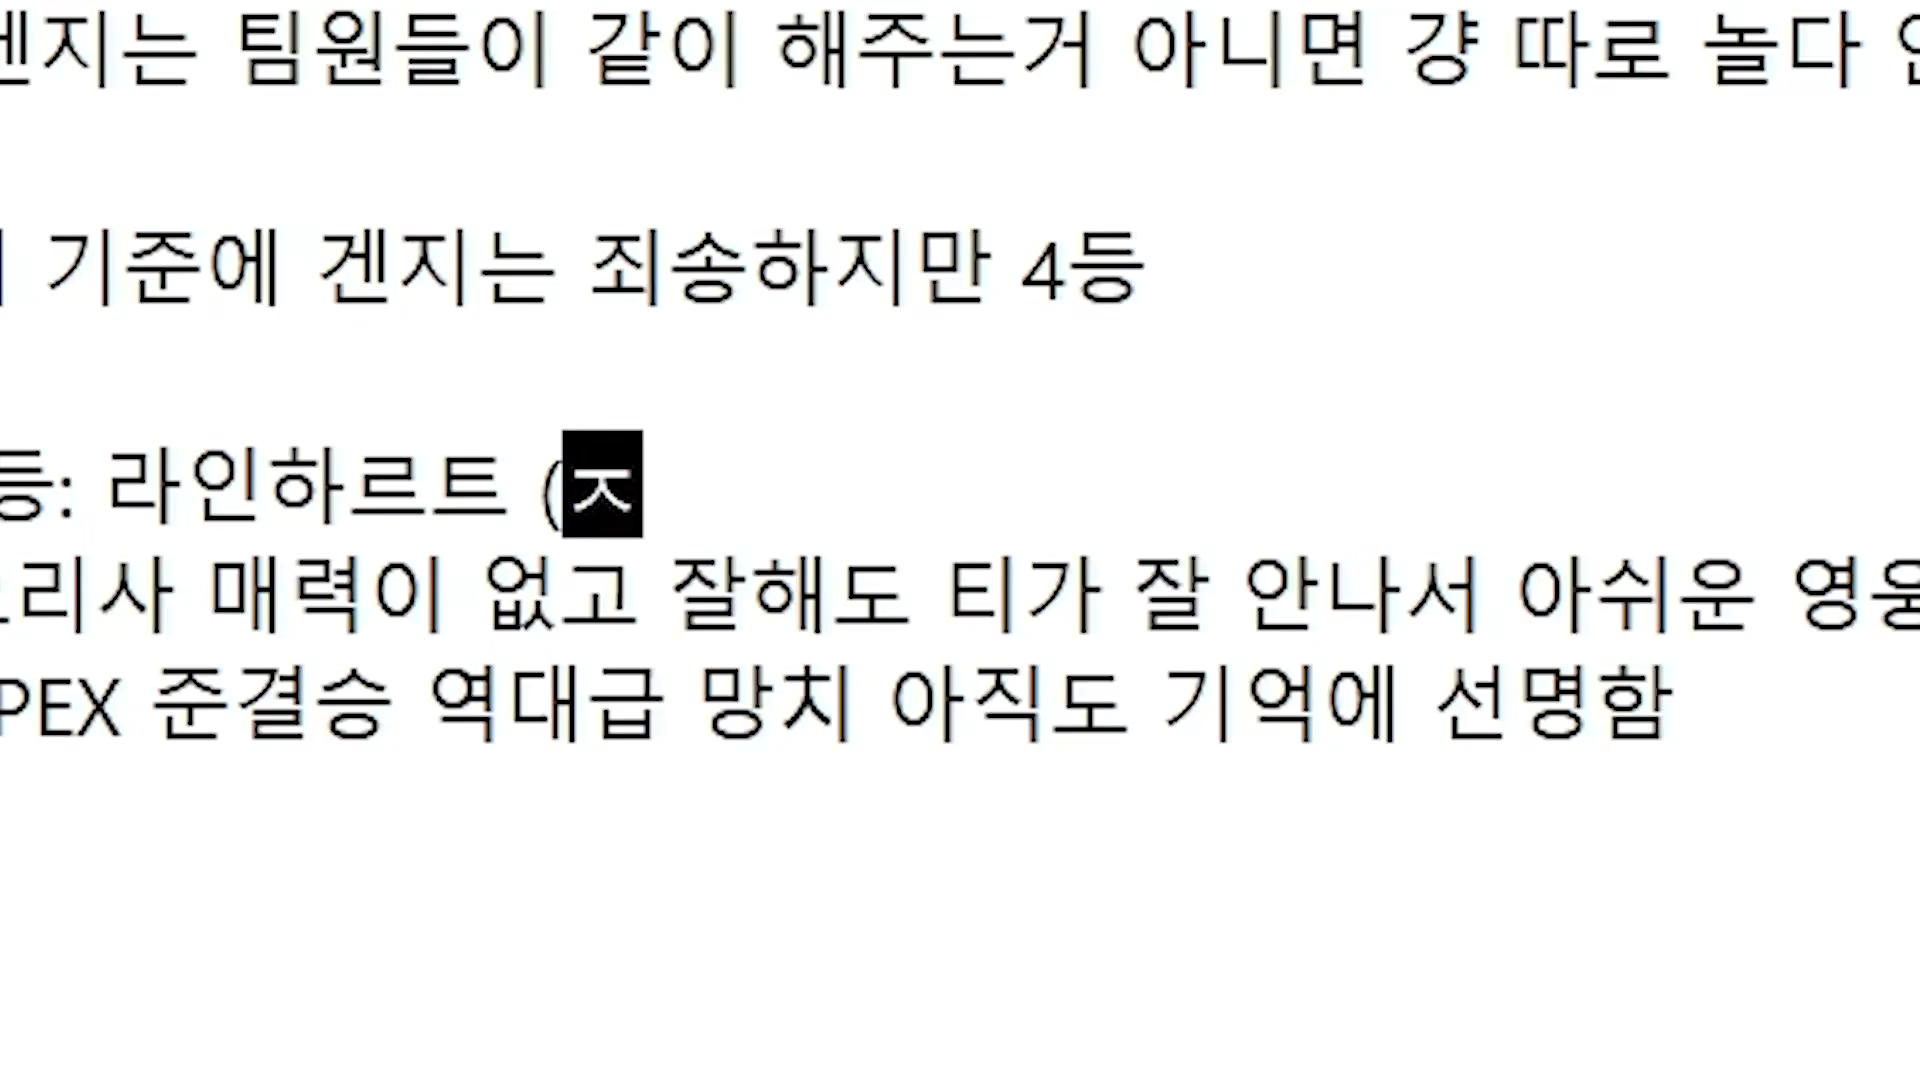 겐지는 팀원들이 같이 해주는거 아니면 걍 따로 놀다
기준에 겐지는 죄송하지만 4등
등: 라인하르트 (ㅈ
매력이 없고 잘해도 티가 잘 안나서 아쉬운 영웅
PEX 준결승 역대급 망치 아직도 기억에 선명함